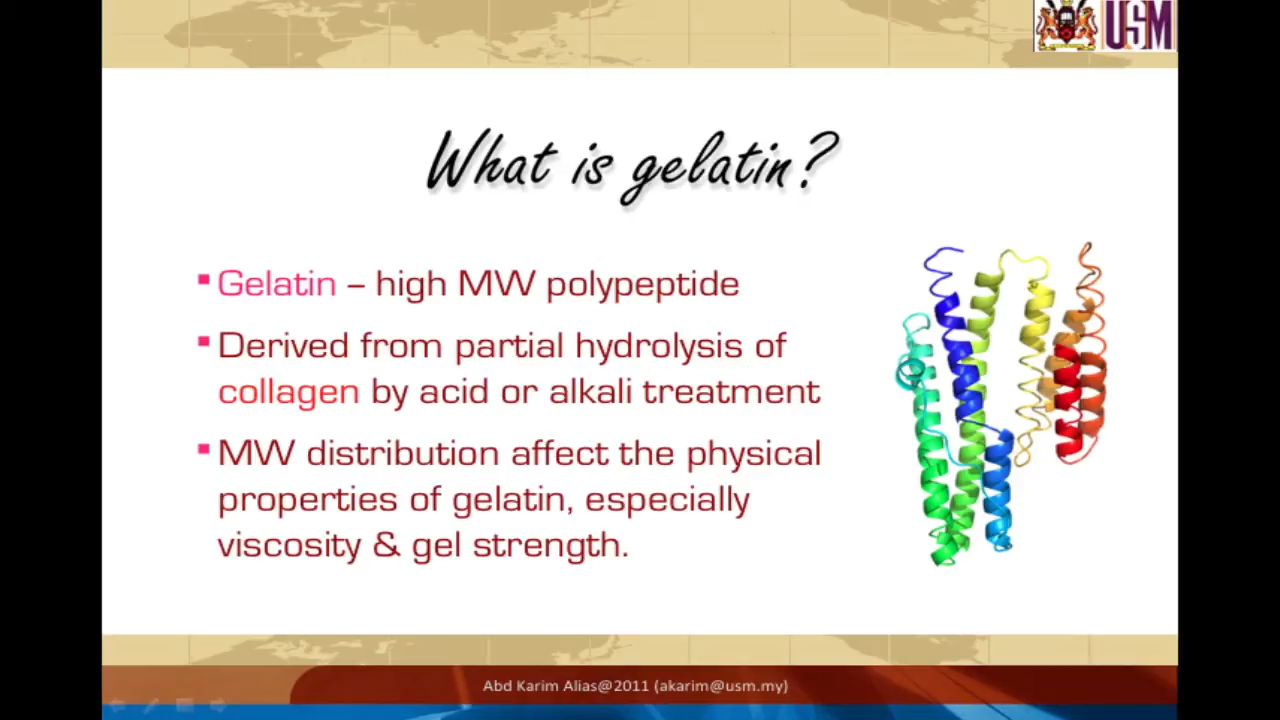 USM
What is gelatin?
▪Gelatin – high MW polypeptide
▪Derived from partial hydrolysis of
collagen by acid or alkali treatment
▪MW distribution affect the physical
properties of gelatin, especially
viscosity & gel strength.
Abd Karim Alias@2011 (akarim@usm.my)